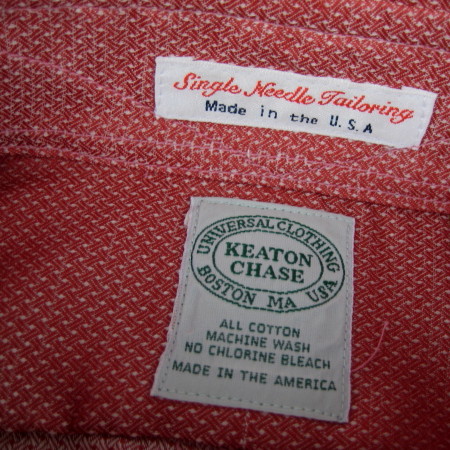 Single Needle Tailoring
Made in the U.S.A
UNIVERSAL CLOTHING
KEATON
CHASE
BOSTON MA USA
ALL COTTON
MACHINE WASH
NO CHLORINE BLEACH
MADE IN THE AMERICA